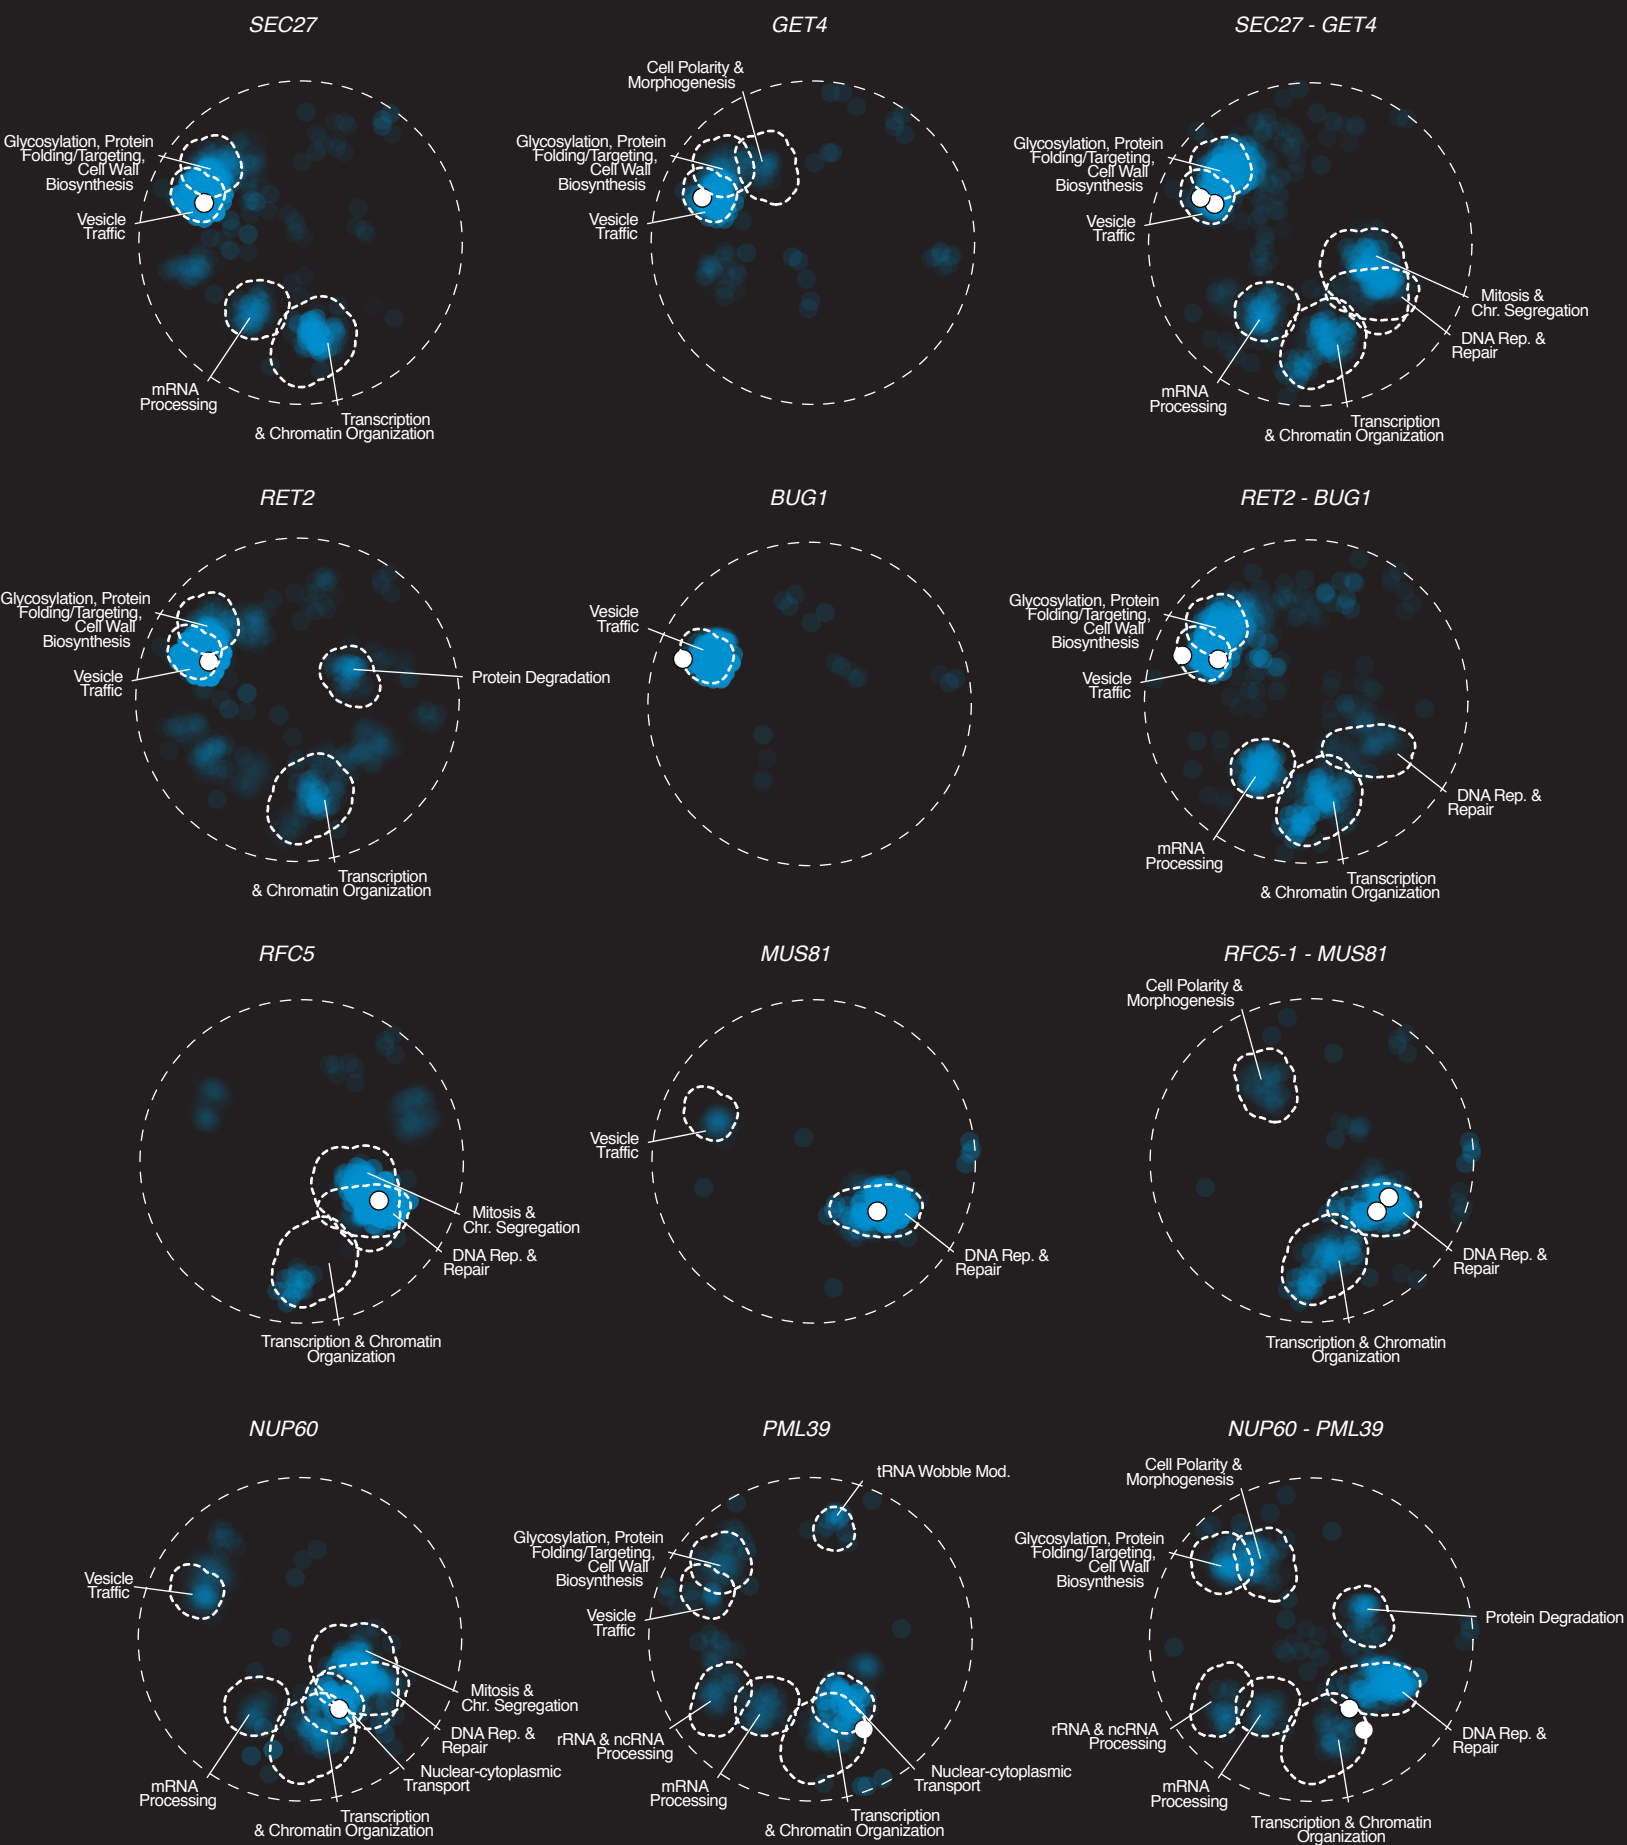 SEC27
Glycosylation, Protein
Folding/Targeting,
Cell Wall
Biosynthesis
Vesicle
Traffic
mRNA
Processing
Transcription
& Chromatin Organization
GET4
Cell Polarity &
Morphogenesis
Glycosylation, Protein
Folding/Targeting,
Cell Wall
Biosynthesis
Vesicle
Traffic
SEC27 - GET4
Glycosylation, Protein
Folding/Targeting,
Cell Wall
Biosynthesis
Vesicle
Traffic
Mitosis &
Chr. Segregation
DNA Rep. &
Repair
mRNA
Processing
Transcription
& Chromatin Organization
RET2
Glycosylation, Protein
Folding/Targeting,
Cell Wall
Biosynthesis
Vesicle
Traffic
Protein Degradation
Transcription
& Chromatin Organization
BUG1
Vesicle
Traffic
RET2 - BUG1
Glycosylation, Protein
Folding/Targeting,
Cell Wall
Biosynthesis
Vesicle
Traffic
DNA Rep. &
Repair
mRNA
Processing
Transcription
& Chromatin Organization
RFC5
Mitosis &
Chr. Segregation
DNA Rep. &
Repair
Transcription & Chromatin
Organization
MUS81
Vesicle
Traffic
DNA Rep. &
Repair
RFC5-1 - MUS81
Cell Polarity &
Morphogenesis
DNA Rep. &
Repair
Transcription & Chromatin
Organization
NUP60
Vesicle
Traffic
Mitosis &
Chr. Segregation
DNA Rep. &
Repair
Nuclear-cytoplasmic
Transport
mRNA
Processing
Transcription
& Chromatin Organization
PML39
tRNA Wobble Mod.
Glycosylation, Protein
Folding/Targeting,
Cell Wall
Biosynthesis
Vesicle
Traffic
rRNA & ncRNA
Processing
mRNA
Processing
Nuclear-cytoplasmic
Transport
Transcription
& Chromatin Organization
NUP60 - PML39
Cell Polarity &
Morphogenesis
Glycosylation, Protein
Folding/Targeting,
Cell Wall
Biosynthesis
Protein Degradation
rRNA & ncRNA
Processing
DNA Rep. &
Repair
mRNA
Processing
Transcription & Chromatin
Organization